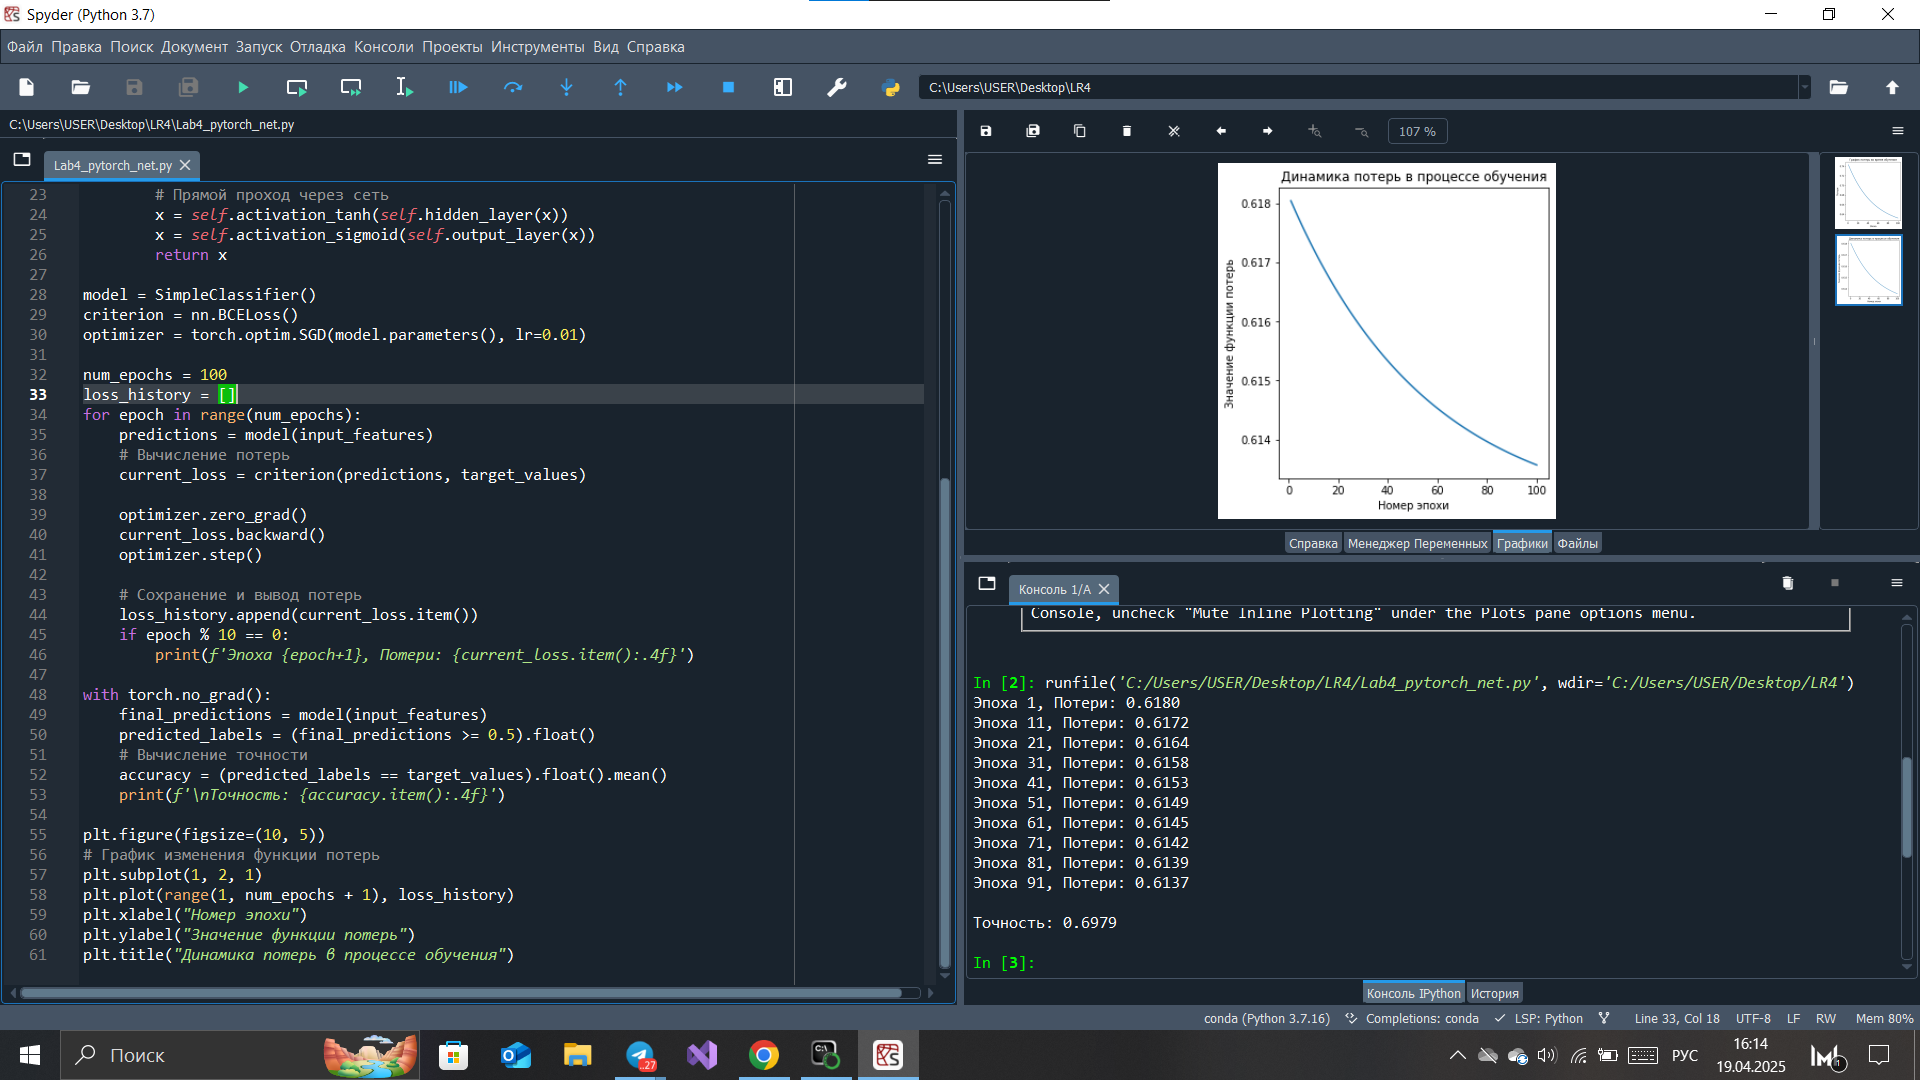 Spyder (Python 3.7)
Файл Правка Поиск Документ Запуск Отладка Консоли Проекты Инструменты Вид Справка
C:\Users\USER\Desktop\LR4
C:\Users\USER\Desktop\LR4\Lab4_pytorch_net.py
Lab4_pytorch_net.py
23 # Прямой проход через сеть
24 x = self.activation_tanh(self.hidden_layer(x))
25 x = self.activation_sigmoid(self.output_layer(x))
26 return x
27
28 model = SimpleClassifier()
29 criterion = nn.BCELoss()
30 optimizer = torch.optim.SGD(model.parameters(), lr=0.01)
31
32 num_epochs = 100
33 loss_history = []
34 for epoch in range(num_epochs):
35 predictions = model(input_features)
36 # Вычисление потерь
37 current_loss = criterion(predictions, target_values)
38
39 optimizer.zero_grad()
40 current_loss.backward()
41 optimizer.step()
42
43 # Сохранение и вывод потерь
44 loss_history.append(current_loss.item())
45 if epoch % 10 == 0:
46 print(f'Эпоха {epoch+1}, Потери: {current_loss.item():.4f}')
47
48 with torch.no_grad():
49 final_predictions = model(input_features)
50 predicted_labels = (final_predictions >= 0.5).float()
51 # Вычисление точности
52 accuracy = (predicted_labels == target_values).float().mean()
53 print(f'\nТочность: {accuracy.item():.4f}')
54
55 plt.figure(figsize=(10, 5))
56 # График изменения функции потерь
57 plt.subplot(1, 2, 1)
58 plt.plot(range(1, num_epochs + 1), loss_history)
59 plt.xlabel("Номер эпохи")
60 plt.ylabel("Значение функции потерь")
61 plt.title("Динамика потерь в процессе обучения")
107 %
Динамика потерь в процессе обучения
Значение функции потерь
0.618
0.617
0.616
0.615
0.614
0 20 40 60 80 100
Номер эпохи
Справка Менеджер Переменных Графики Файлы
Консоль 1/A
Console, uncheck "Mute Inline Plotting" under the Plots pane options menu.
In [2]: runfile('C:/Users/USER/Desktop/LR4/Lab4_pytorch_net.py', wdir='C:/Users/USER/Desktop/LR4')
Эпоха 1, Потери: 0.6180
Эпоха 11, Потери: 0.6172
Эпоха 21, Потери: 0.6164
Эпоха 31, Потери: 0.6158
Эпоха 41, Потери: 0.6153
Эпоха 51, Потери: 0.6149
Эпоха 61, Потери: 0.6145
Эпоха 71, Потери: 0.6142
Эпоха 81, Потери: 0.6139
Эпоха 91, Потери: 0.6137
Точность: 0.6979
In [3]:
Консоль IPython История
conda (Python 3.7.16) Completions: conda LSP: Python Line 33, Col 18 UTF-8 LF RW Mem 80%
Поиск
27
РУС
16:14
19.04.2025